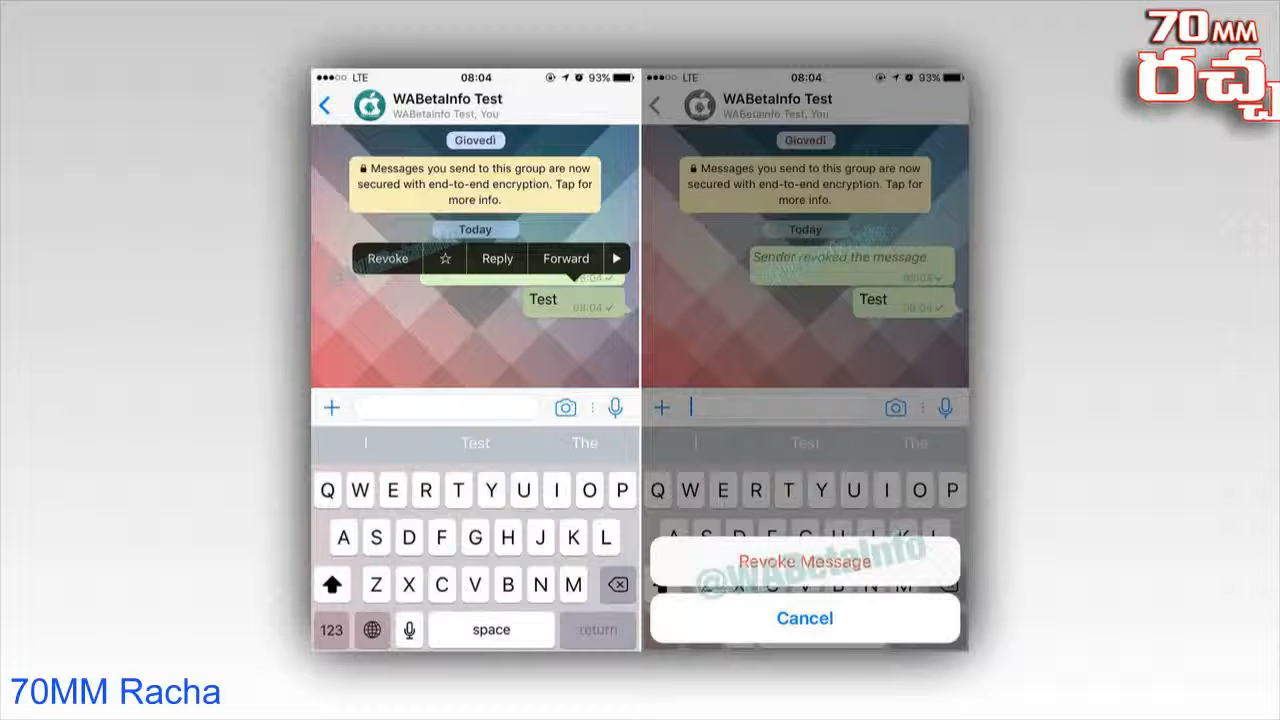 70MM
రచ్చ
LTE 08:04 93%
WABetaInfo Test
WABetaInfo Test, You
Giovedì
Messages you send to this group are now
secured with end-to-end encryption. Tap for
more info.
Today
Revoke ☆ Reply Forward ▶
08:04 ✓
Test
08:04 ✓
I Test The
Q W E R T Y U I O P
A S D F G H J K L
Z X C V B N M
123 space return
LTE 08:04 93%
WABetaInfo Test
WABetaInfo Test, You
Giovedì
Messages you send to this group are now
secured with end-to-end encryption. Tap for
more info.
Today
Sender revoked the message
08:04 ✓
Test
08:04 ✓
I Test The
Q W E R T Y U I O P
A S D F G H J K L
Z X C V B N M
@WABetaInfo
Revoke Message
Cancel
70MM Racha